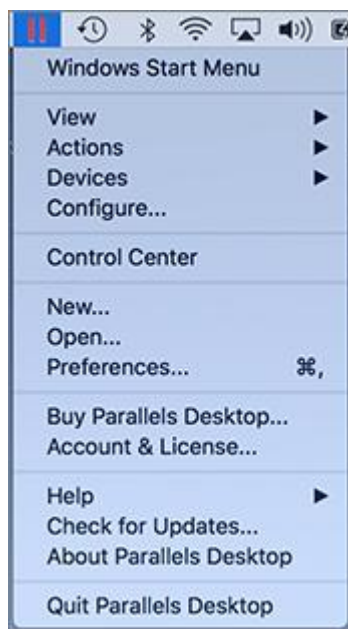 Windows Start Menu
View
Actions
Devices
Configure...
Control Center
New...
Open...
Preferences... ⌘,
Buy Parallels Desktop...
Account & License...
Help
Check for Updates...
About Parallels Desktop
Quit Parallels Desktop